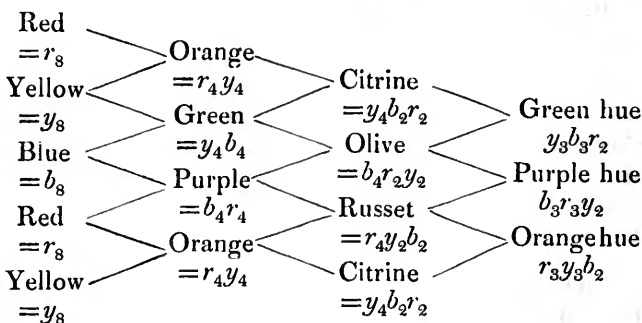 Red
=r₈
Yellow
=y₈
Blue
=b₈
Red
=r₈
Yellow
=y₈
Orange
=r₄y₄
Green
=y₄b₄
Purple
=b₄r₄
Orange
=r₄y₄
Citrine
=y₄b₂r₂
Olive
=b₄r₂y₂
Russet
=r₄y₂b₂
Citrine
=y₄b₂r₂
Green hue
y₃b₃r₂
Purple hue
b₃r₃y₂
Orange hue
r₃y₃b₂